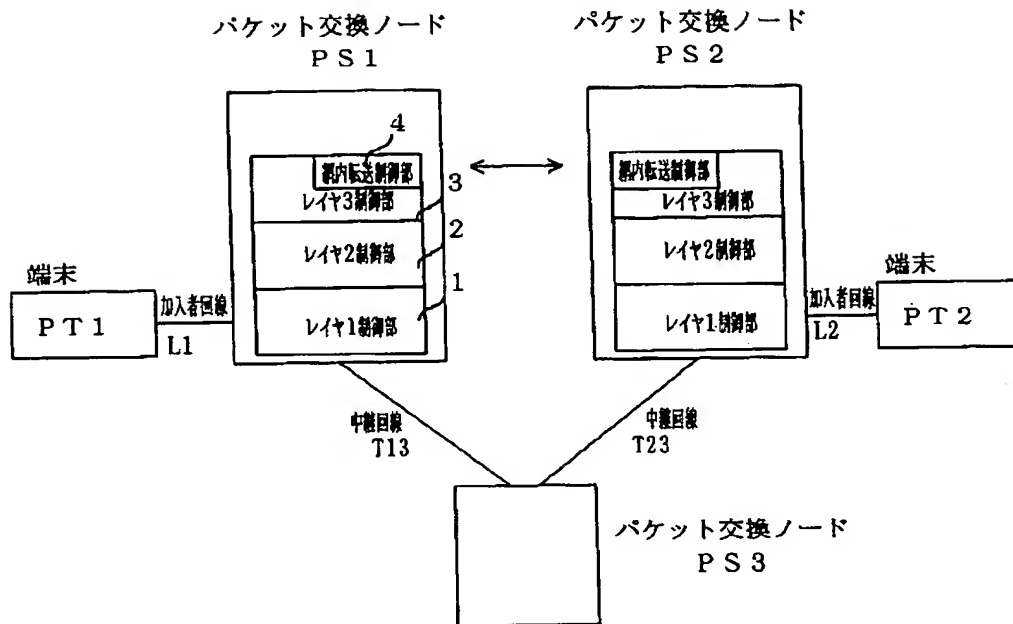 パケット交換ノード
PS1
パケット交換ノード
PS2
4
網内転送制御部
レイヤ3制御部
3
レイヤ2制御部
2
レイヤ1制御部
1
網内転送制御部
レイヤ3制御部
レイヤ2制御部
レイヤ1制御部
端末
PT1
加入者回線
L1
端末
PT2
加入者回線
L2
中継回線
T13
中継回線
T23
パケット交換ノード
PS3